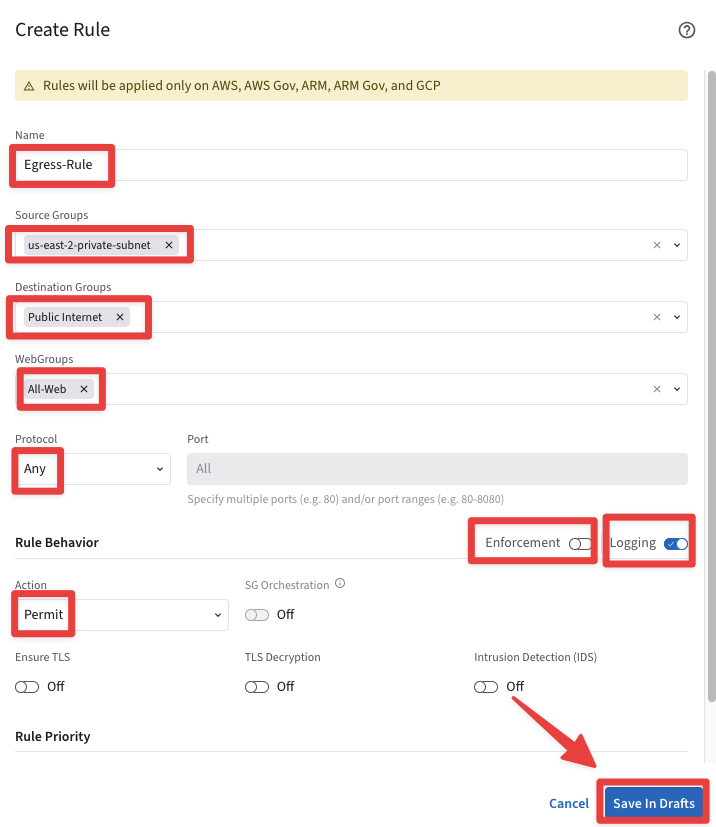 Create Rule
Rules will be applied only on AWS, AWS Gov, ARM, ARM Gov, and GCP
Name
Egress-Rule
Source Groups
us-east-2-private-subnet
Destination Groups
Public Internet
WebGroups
All-Web
Protocol Port
Any All
Specify multiple ports (e.g. 80) and/or port ranges (e.g. 80-8080)
Rule Behavior Enforcement Logging
Action SG Orchestration
Permit Off
Ensure TLS TLS Decryption Intrusion Detection (IDS)
Off Off Off
Rule Priority
Cancel Save In Drafts